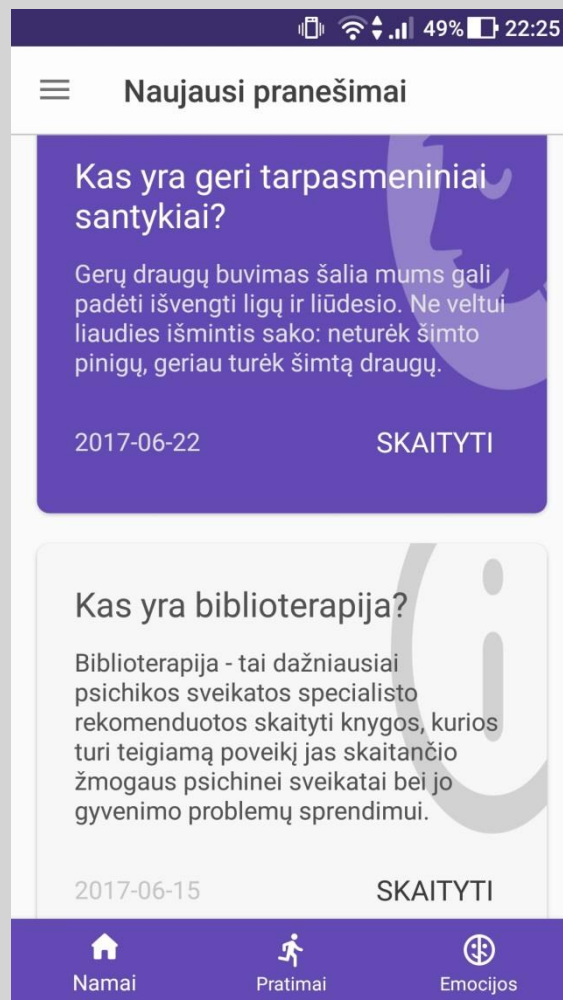 49% 22:25
Naujausi pranešimai
Kas yra geri tarpasmeniniai
santykiai?
Gerų draugų buvimas šalia mums gali
padėti išvengti ligų ir liūdesio. Ne veltui
liaudies išmintis sako: neturėk šimto
pinigų, geriau turėk šimtą draugų.
2017-06-22 SKAITYTI
Kas yra biblioterapija?
Biblioterapija - tai dažniausiai
psichikos sveikatos specialisto
rekomenduotos skaityti knygos, kurios
turi teigiamą poveikį jas skaitančio
žmogaus psichinei sveikatai bei jo
gyvenimo problemų sprendimui.
2017-06-15 SKAITYTI
Namai Pratimai Emocijos